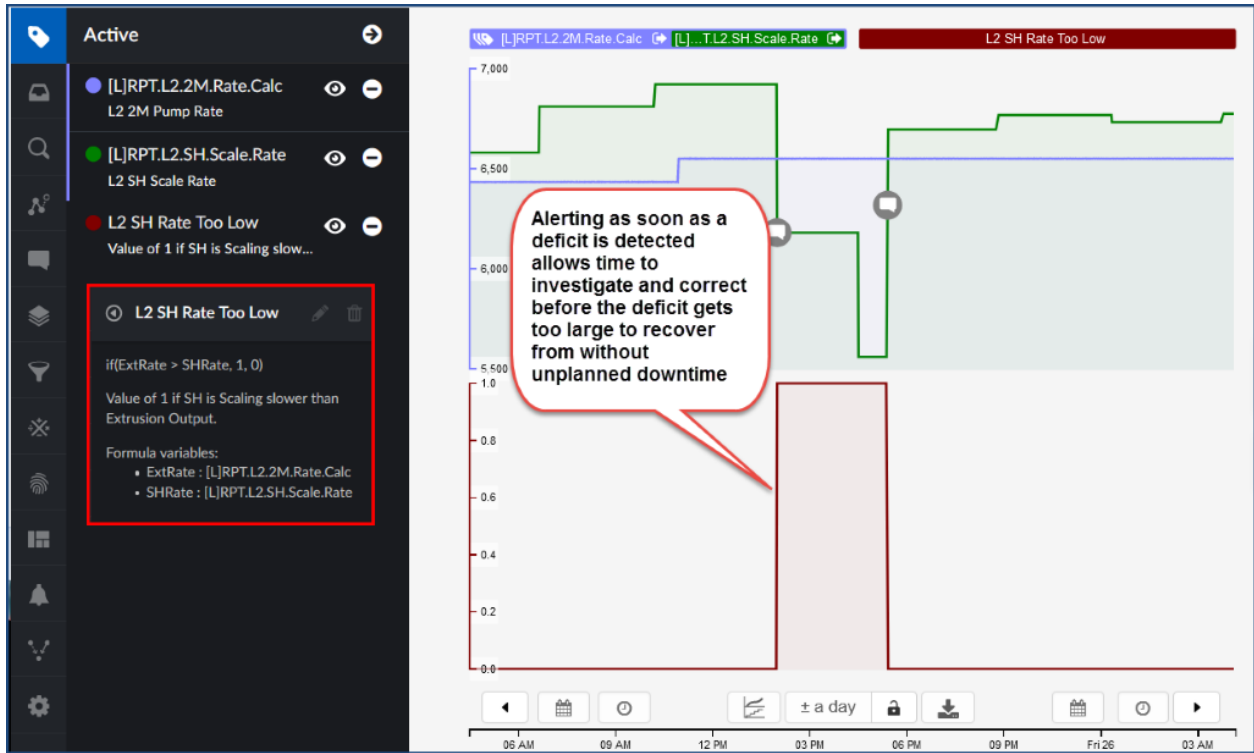 Active
[L]RPT.L2.2M.Rate.Calc
L2 2M Pump Rate
[L]RPT.L2.SH.Scale.Rate
L2 SH Scale Rate
L2 SH Rate Too Low
Value of 1 if SH is Scaling slow...
L2 SH Rate Too Low
if(ExtRate > SHRate, 1, 0)
Value of 1 if SH is Scaling slower than
Extrusion Output.
Formula variables:
ExtRate : [L]RPT.L2.2M.Rate.Calc
SHRate : [L]RPT.L2.SH.Scale.Rate
[L]RPT.L2.2M.Rate.Calc [L]...T.L2.SH.Scale.Rate L2 SH Rate Too Low
7,000
6,500
6,000
5,500
Alerting as soon as a
deficit is detected
allows time to
investigate and correct
before the deficit gets
too large to recover
from without
unplanned downtime
1.0
0.8
0.6
0.4
0.2
0.0
± a day
06 AM 09 AM 12 PM 03 PM 06 PM 09 PM Fri 26 03 AM